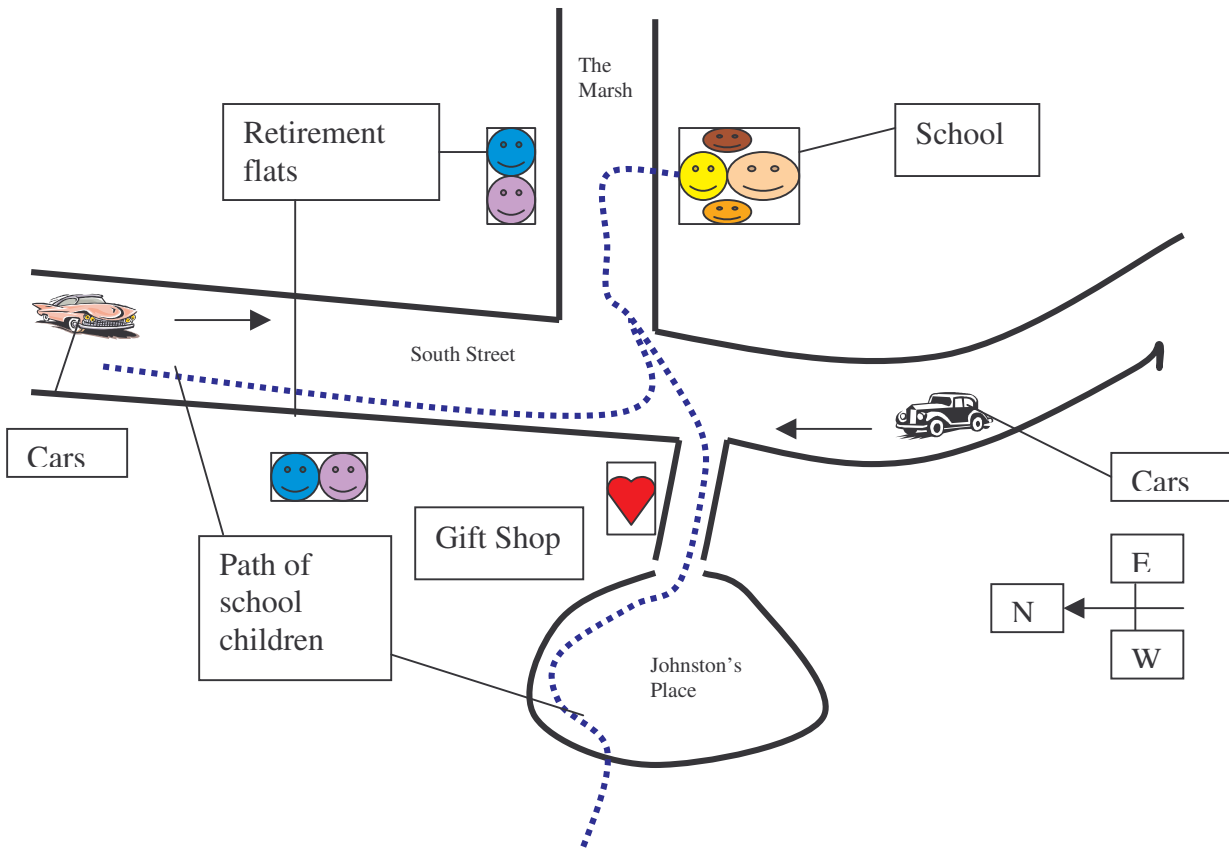 The
Marsh
Retirement
flats
School
South Street
Cars
Cars
Gift Shop
Path of
school
children
E
N
W
Johnston's
Place